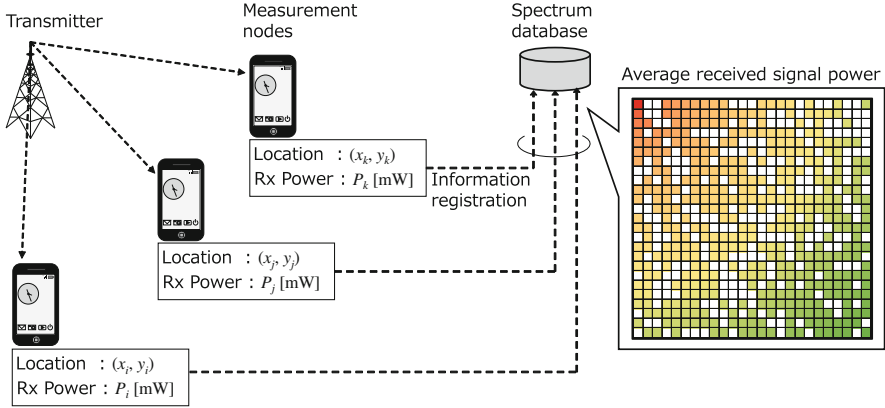 Transmitter
Measurement
nodes
Spectrum
database
Average received signal power
Location : (xₖ, yₖ)
Rx Power : Pₖ [mW]
Information
registration
Location : (xⱼ, yⱼ)
Rx Power : Pⱼ [mW]
Location : (xᵢ, yᵢ)
Rx Power : Pᵢ [mW]